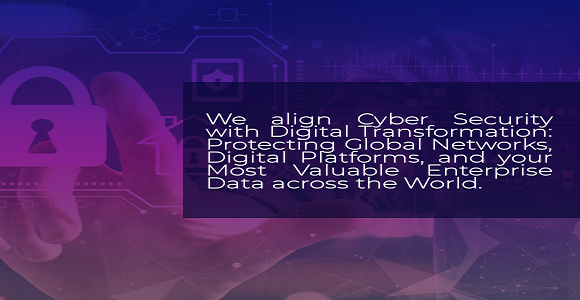 We align Cyber Security
with Digital Transformation:
Protecting Global Networks,
Digital Platforms, and your
Most Valuable Enterprise
Data across the World.